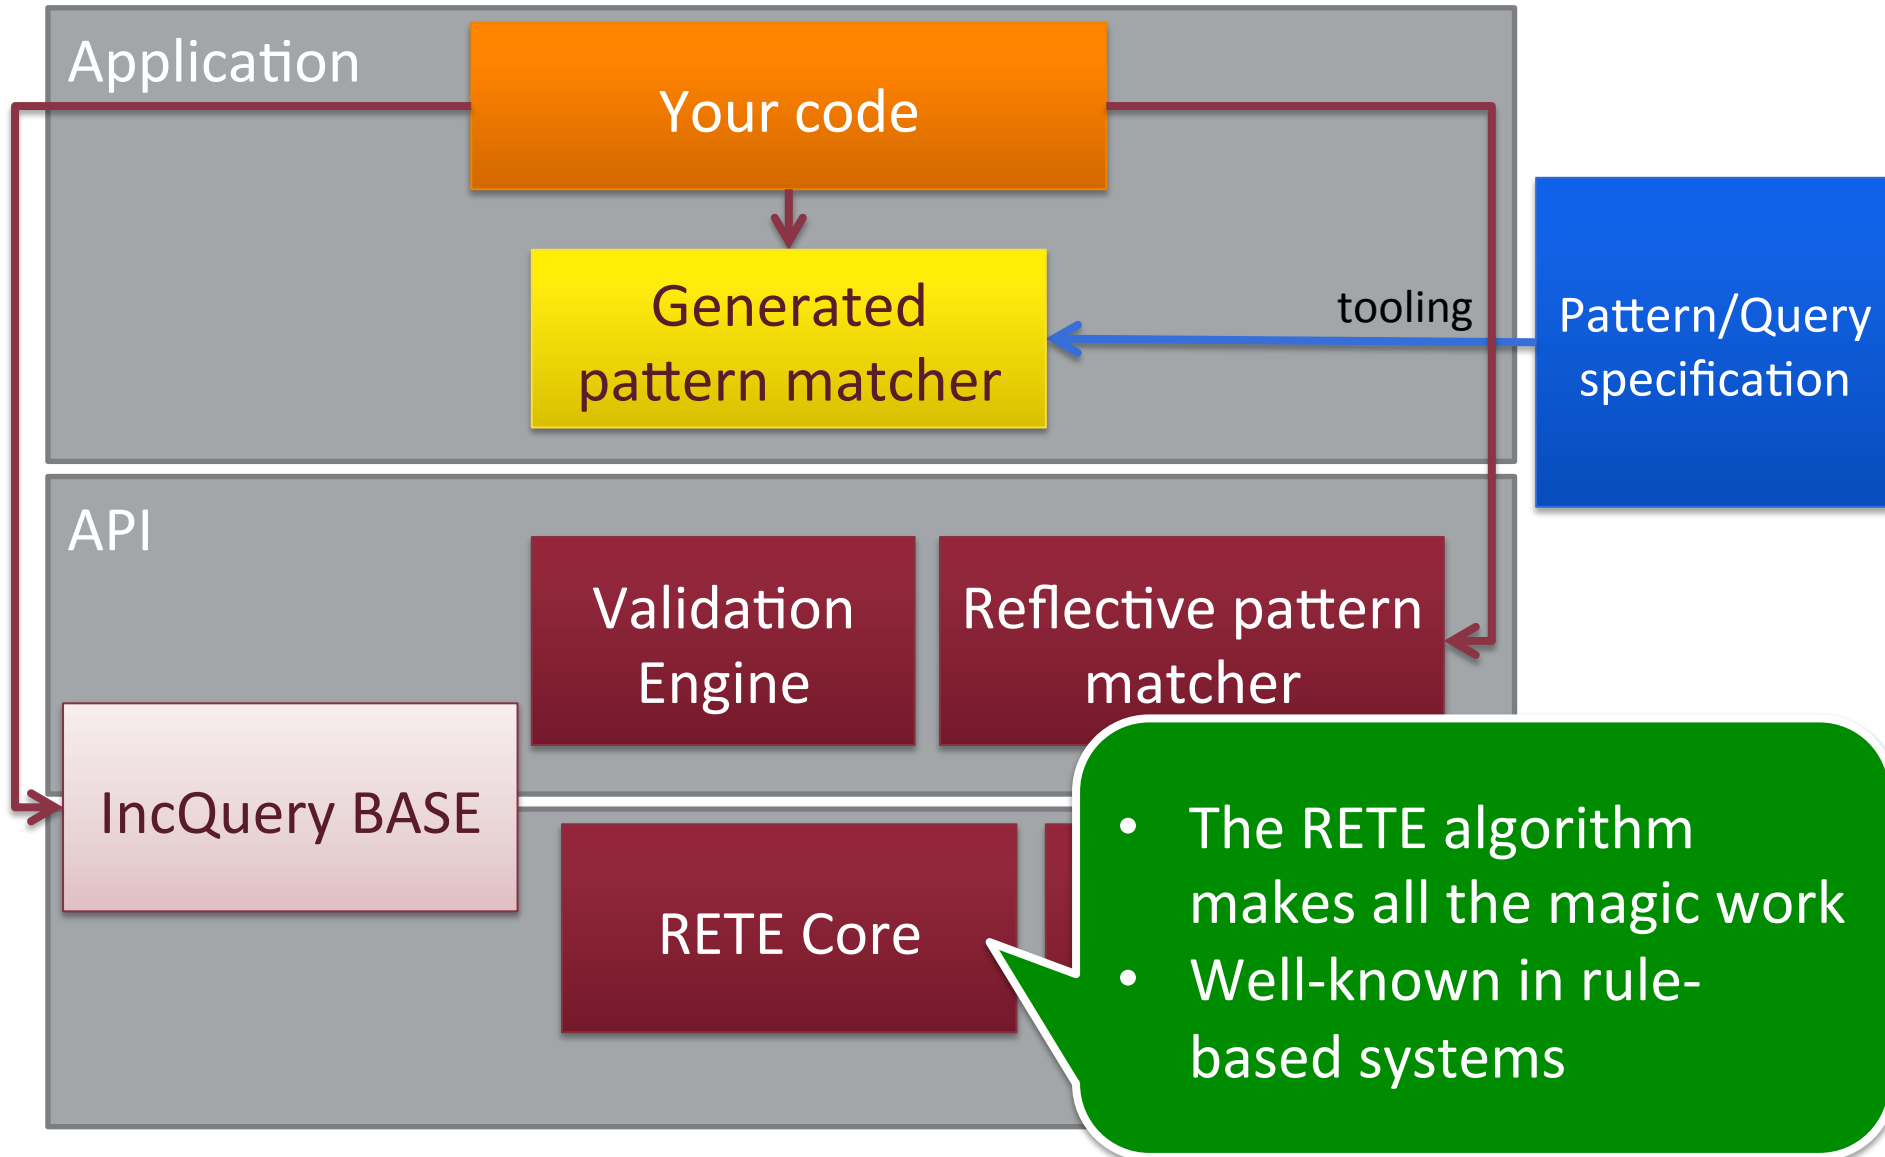 Application
Your code
Generated
pattern matcher
tooling
Pattern/Query
specification
API
Validation
Engine
Reflective pattern
matcher
IncQuery BASE
RETE Core
• The RETE algorithm
makes all the magic work
• Well-known in rule-
based systems